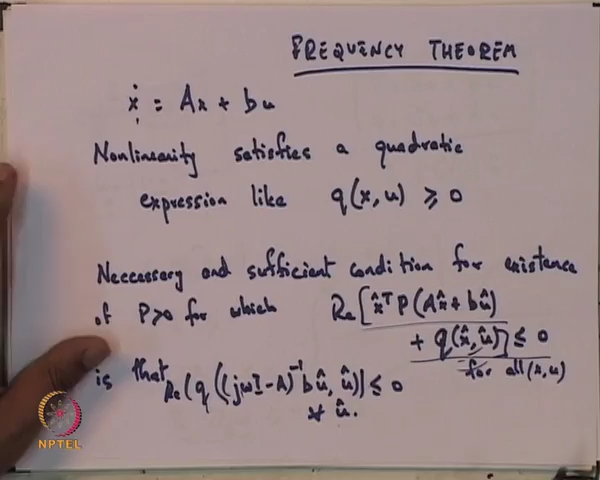 FREQUENCY THEOREM
ẋ = Ax + bu
Nonlinearity satisfies a quadratic
expression like q(x, u) ≥ 0
Neccessary and sufficient condition for existence
of P>0 for which Re[x̂ᵀP(Ax̂ + bû)
+ q(x̂, û)] ≤ 0
for all (x, u)
is that Re(q((jωI - A)⁻¹bû, û)) ≤ 0
∀ û.
NPTEL